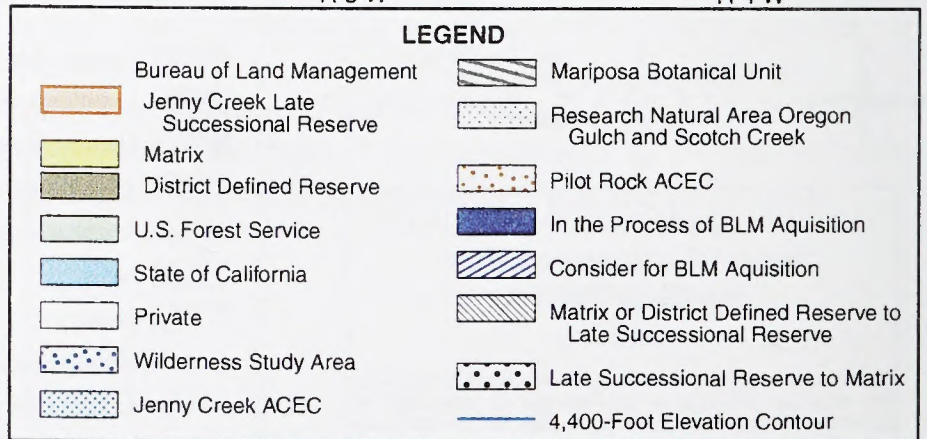 LEGEND
Bureau of Land Management
Jenny Creek Late
Successional Reserve
Matrix
District Defined Reserve
U.S. Forest Service
State of California
Private
Wilderness Study Area
Jenny Creek ACEC
Mariposa Botanical Unit
Research Natural Area Oregon
Gulch and Scotch Creek
Pilot Rock ACEC
In the Process of BLM Aquisition
Consider for BLM Aquisition
Matrix or District Defined Reserve to
Late Successional Reserve
Late Successional Reserve to Matrix
4,400-Foot Elevation Contour